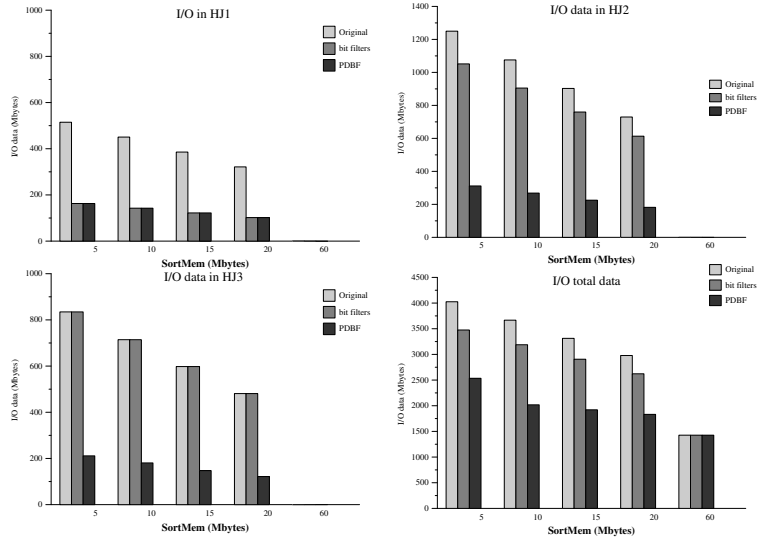 I/O in HJ1
1000
800
600
400
200
0
I/O data (Mbytes)
Original
bit filters
PDBF
5 10 15 20 60
SortMem (Mbytes)
I/O data in HJ2
1400
1200
1000
800
600
400
200
0
I/O data (Mbytes)
Original
bit filters
PDBF
5 10 15 20 60
SortMem (Mbytes)
I/O data in HJ3
1000
800
600
400
200
0
I/O data (Mbytes)
Original
bit filters
PDBF
5 10 15 20 60
SortMem (Mbytes)
I/O total data
4500
4000
3500
3000
2500
2000
1500
1000
500
0
I/O data (Mbytes)
Original
bit filters
PDBF
5 10 15 20 60
SortMem (Mbytes)